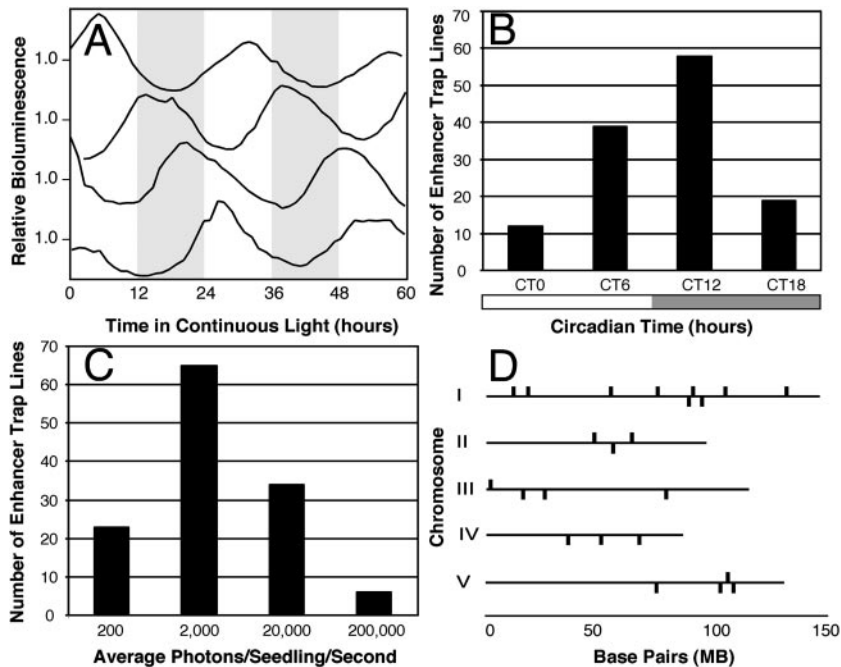 A
Relative Bioluminescence
1.0
1.0
1.0
1.0
0 12 24 36 48 60
Time in Continuous Light (hours)
B
Number of Enhancer Trap Lines
70
60
50
40
30
20
10
0
CT0 CT6 CT12 CT18
Circadian Time (hours)
C
Number of Enhancer Trap Lines
70
60
50
40
30
20
10
0
200 2,000 20,000 200,000
Average Photons/Seedling/Second
D
Chromosome
I
II
III
IV
V
0 50 100 150
Base Pairs (MB)